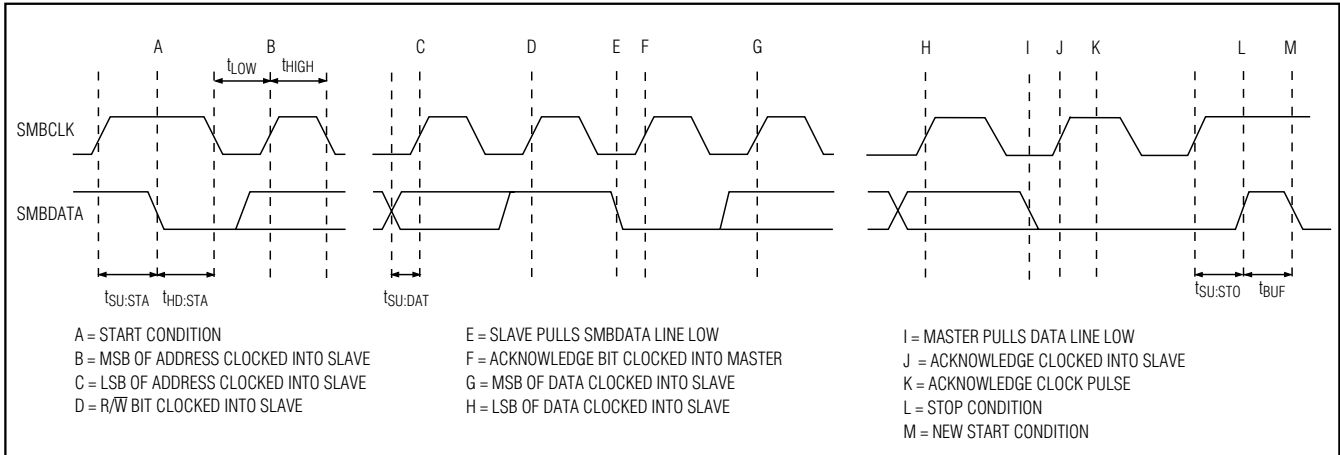 A B C D E F G H I J K L M
tLOW tHIGH
SMBCLK
SMBDATA
tSU:STA tHD:STA tSU:DAT tSU:STO tBUF
A = START CONDITION
B = MSB OF ADDRESS CLOCKED INTO SLAVE
C = LSB OF ADDRESS CLOCKED INTO SLAVE
D = R/W̅ BIT CLOCKED INTO SLAVE
E = SLAVE PULLS SMBDATA LINE LOW
F = ACKNOWLEDGE BIT CLOCKED INTO MASTER
G = MSB OF DATA CLOCKED INTO SLAVE
H = LSB OF DATA CLOCKED INTO SLAVE
I = MASTER PULLS DATA LINE LOW
J = ACKNOWLEDGE CLOCKED INTO SLAVE
K = ACKNOWLEDGE CLOCK PULSE
L = STOP CONDITION
M = NEW START CONDITION